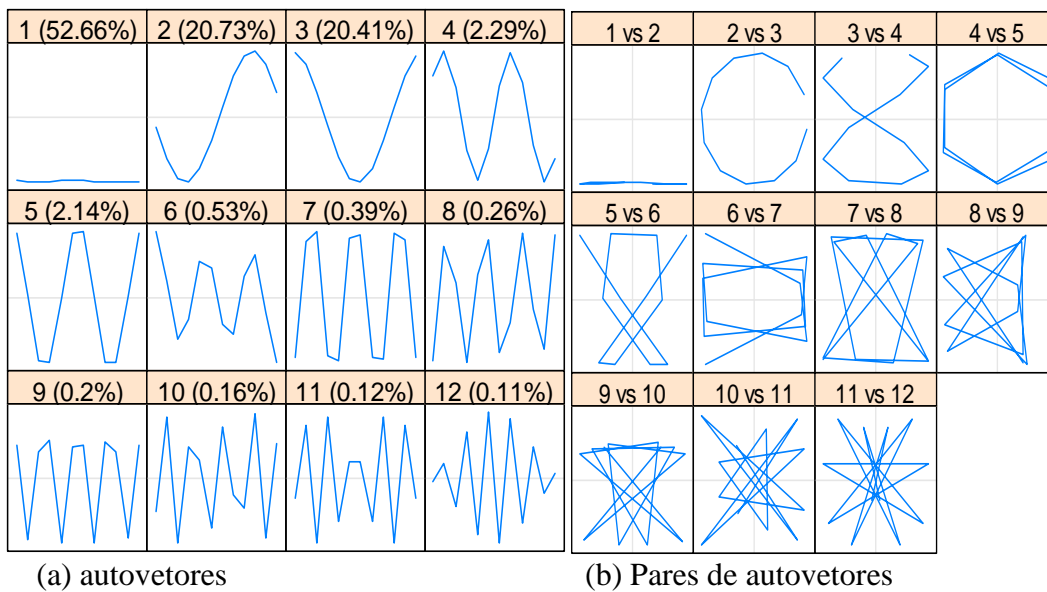 1 (52.66%) 2 (20.73%) 3 (20.41%) 4 (2.29%)
5 (2.14%) 6 (0.53%) 7 (0.39%) 8 (0.26%)
9 (0.2%) 10 (0.16%) 11 (0.12%) 12 (0.11%)
(a) autovetores
1 vs 2 2 vs 3 3 vs 4 4 vs 5
5 vs 6 6 vs 7 7 vs 8 8 vs 9
9 vs 10 10 vs 11 11 vs 12
(b) Pares de autovetores